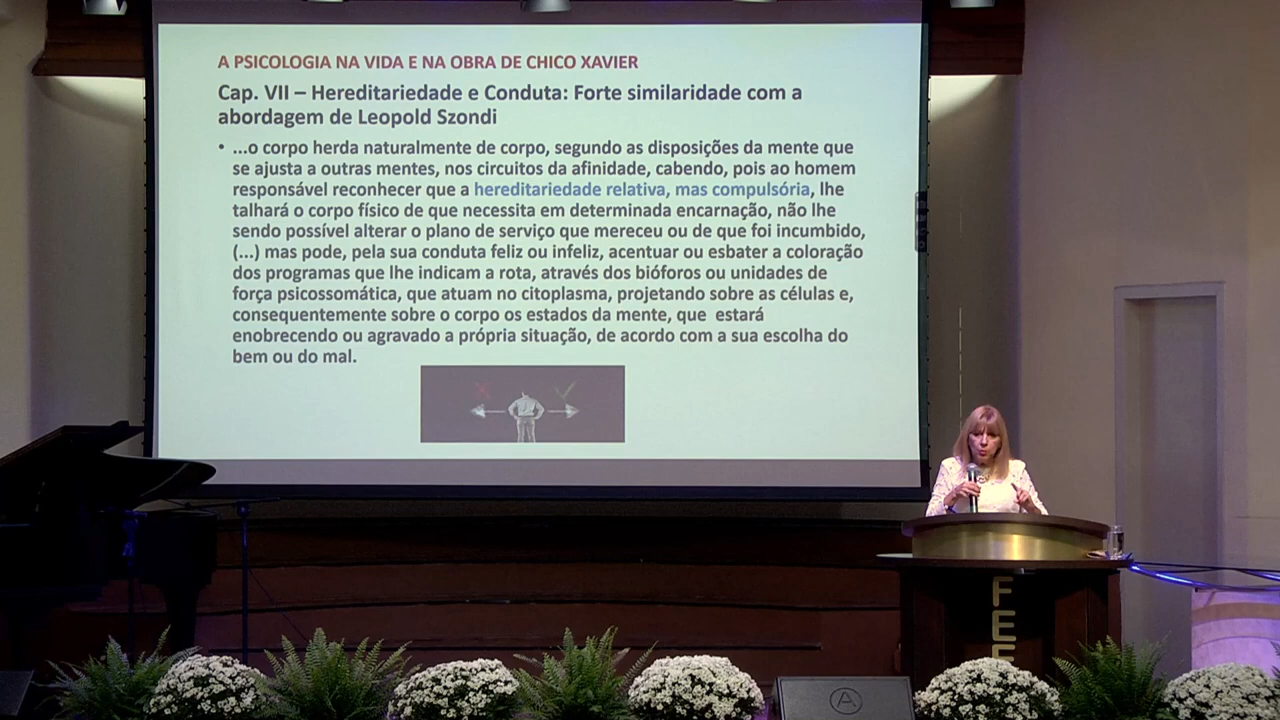 A PSICOLOGIA NA VIDA E NA OBRA DE CHICO XAVIER
Cap. VII – Hereditariedade e Conduta: Forte similaridade com a
abordagem de Leopold Szondi
• ...o corpo herda naturalmente de corpo, segundo as disposições da mente que
se ajusta a outras mentes, nos circuitos da afinidade, cabendo, pois ao homem
responsável reconhecer que a hereditariedade relativa, mas compulsória, lhe
talhará o corpo físico de que necessita em determinada encarnação, não lhe
sendo possível alterar o plano de serviço que mereceu ou de que foi incumbido,
(...) mas pode, pela sua conduta feliz ou infeliz, acentuar ou esbater a coloração
dos programas que lhe indicam a rota, através dos bióforos ou unidades de
força psicossomática, que atuam no citoplasma, projetando sobre as células e,
consequentemente sobre o corpo os estados da mente, que estará
enobrecendo ou agravado a própria situação, de acordo com a sua escolha do
bem ou do mal.
FEE
A